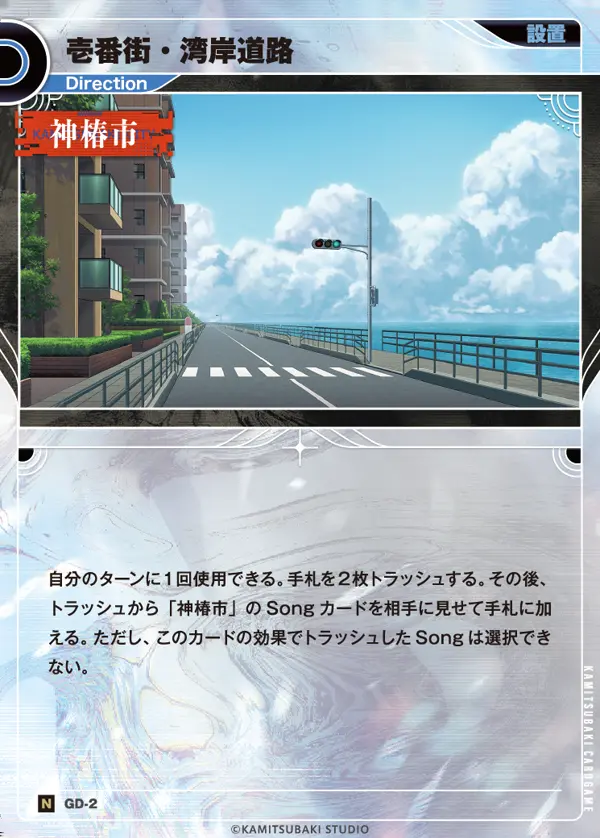 設置
壱番街・湾岸道路
Direction
神椿市
自分のターンに1回使用できる。手札を2枚トラッシュする。その後、
トラッシュから「神椿市」のSongカードを相手に見せて手札に加
える。ただし、このカードの効果でトラッシュしたSongは選択でき
ない。
KAMITSUBAKI CARDGAME
N GD-2
©KAMITSUBAKI STUDIO